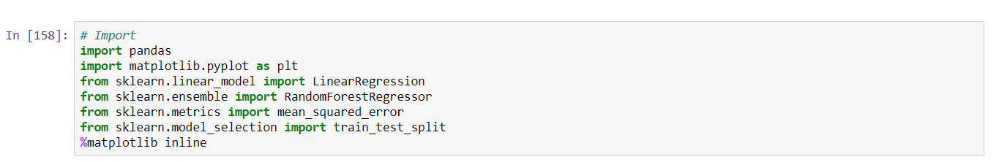 In [158]: # Import
import pandas
import matplotlib.pyplot as plt
from sklearn.linear_model import LinearRegression
from sklearn.ensemble import RandomForestRegressor
from sklearn.metrics import mean_squared_error
from sklearn.model_selection import train_test_split
%matplotlib inline